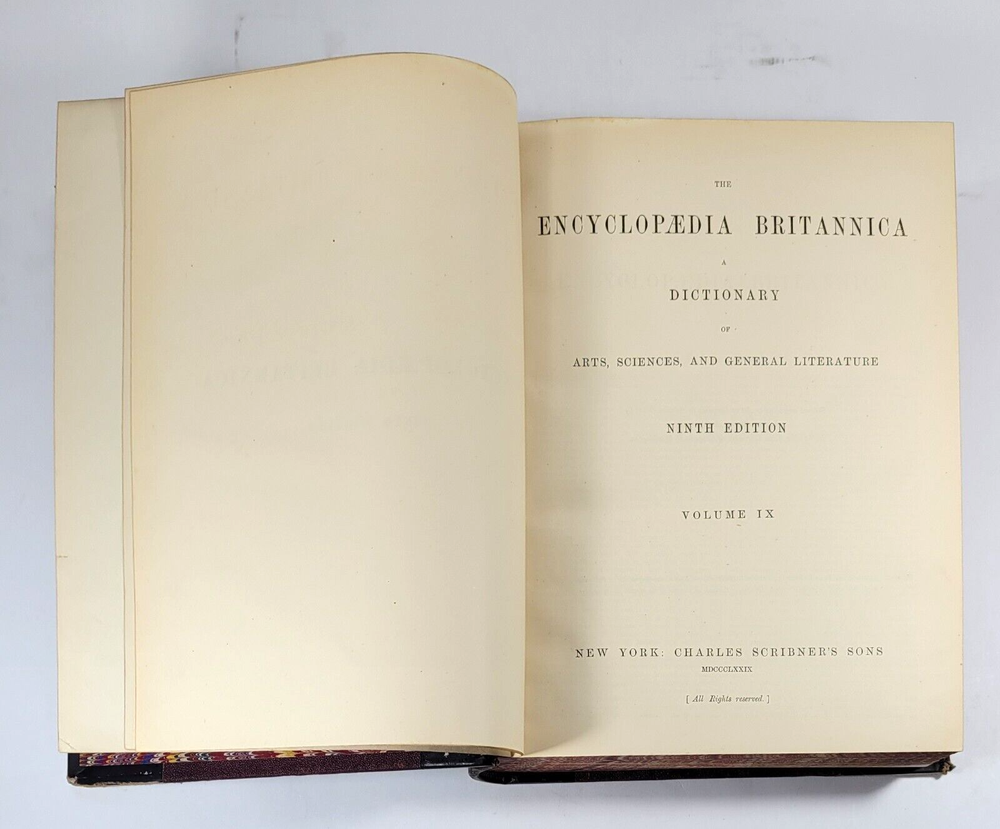 THE
ENCYCLOPÆDIA BRITANNICA
A
DICTIONARY
OF
ARTS, SCIENCES, AND GENERAL LITERATURE
NINTH EDITION
VOLUME IX
NEW YORK: CHARLES SCRIBNER'S SONS
MDCCCLXXIX
[ All Rights reserved. ]